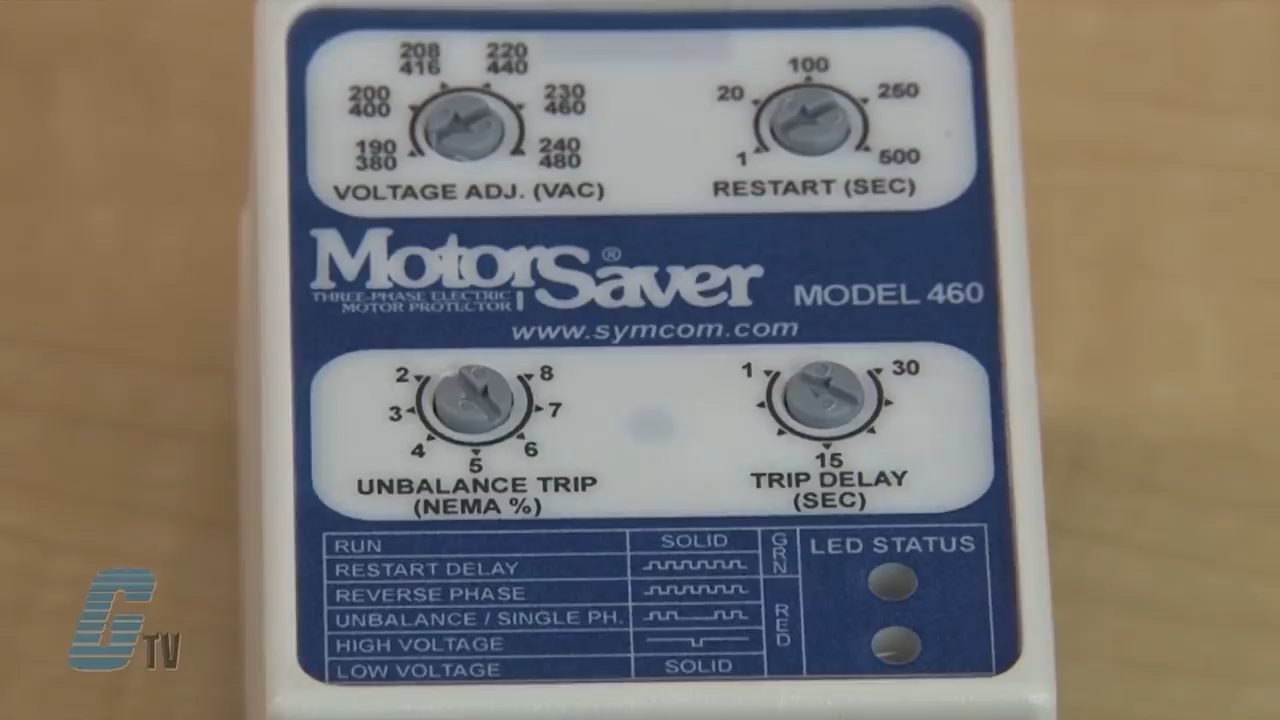 208 220
416 440
200 230
400 460
190 240
380 480
VOLTAGE ADJ. (VAC)
100
20 250
1 500
RESTART (SEC)
MotorSaver®
THREE-PHASE ELECTRIC
MOTOR PROTECTOR
MODEL 460
www.symcom.com
2 8
3 7
4 6
5
UNBALANCE TRIP
(NEMA %)
1 30
15
TRIP DELAY
(SEC)
RUN SOLID
RESTART DELAY
REVERSE PHASE
UNBALANCE / SINGLE PH.
HIGH VOLTAGE
LOW VOLTAGE SOLID
GRN
RED
LED STATUS
G TV